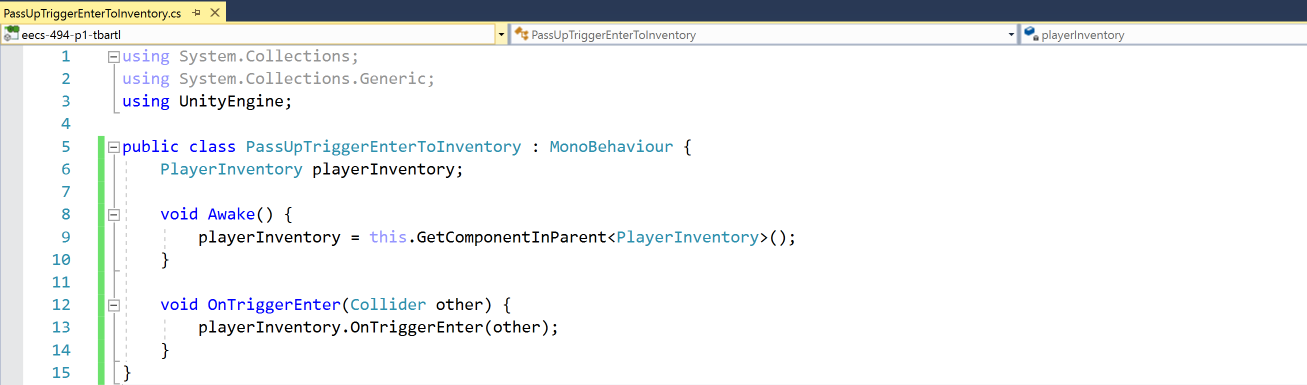 PassUpTriggerEnterToInventory.cs
eecs-494-p1-tbartl PassUpTriggerEnterToInventory playerInventory
1 using System.Collections;
2 using System.Collections.Generic;
3 using UnityEngine;
4
5 public class PassUpTriggerEnterToInventory : MonoBehaviour {
6 PlayerInventory playerInventory;
7
8 void Awake() {
9 playerInventory = this.GetComponentInParent<PlayerInventory>();
10 }
11
12 void OnTriggerEnter(Collider other) {
13 playerInventory.OnTriggerEnter(other);
14 }
15 }